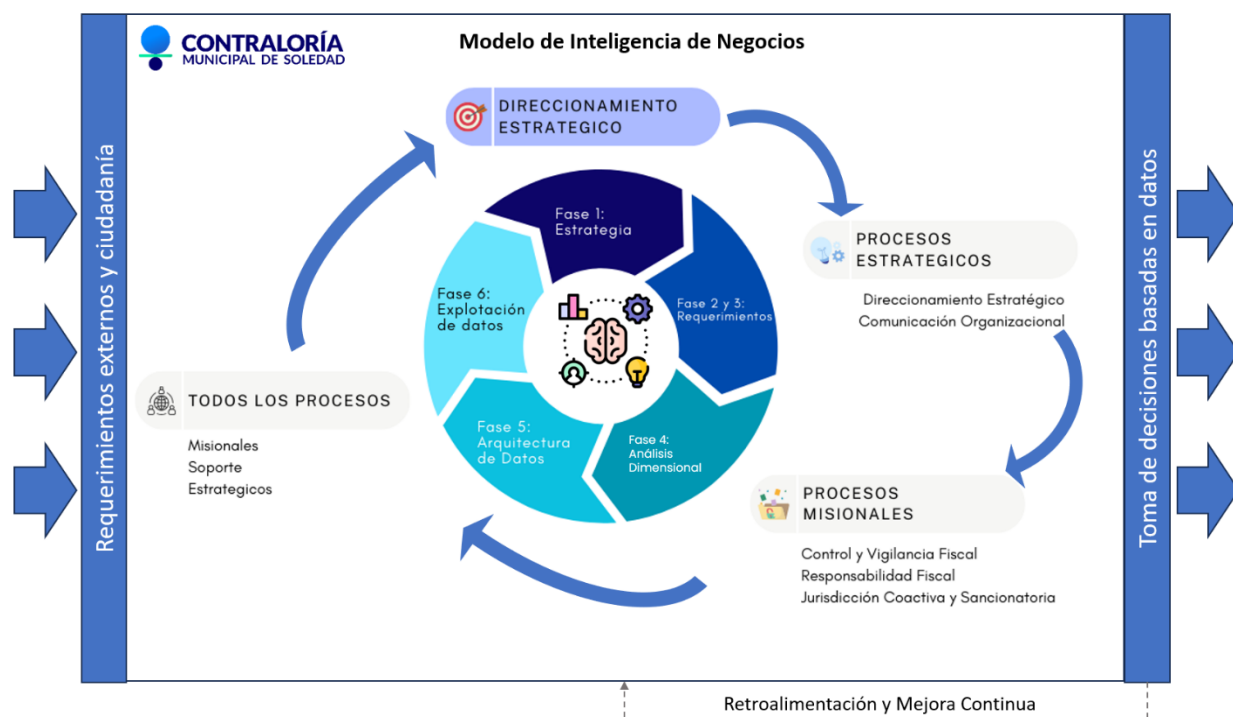 CONTRALORÍA
MUNICIPAL DE SOLEDAD
Modelo de Inteligencia de Negocios
DIRECCIONAMIENTO
ESTRATEGICO
Requerimientos externos y ciudadanía
Fase 1:
Estrategia
Fase 2 y 3:
Requerimientos
Fase 4:
Análisis
Dimensional
Fase 5:
Arquitectura
de Datos
Fase 6:
Explotación
de datos
PROCESOS
ESTRATEGICOS
Direccionamiento Estratégico
Comunicación Organizacional
PROCESOS
MISIONALES
Control y Vigilancia Fiscal
Responsabilidad Fiscal
Jurisdicción Coactiva y Sancionatoria
TODOS LOS PROCESOS
Misionales
Soporte
Estrategicos
Toma de decisiones basadas en datos
Retroalimentación y Mejora Continua